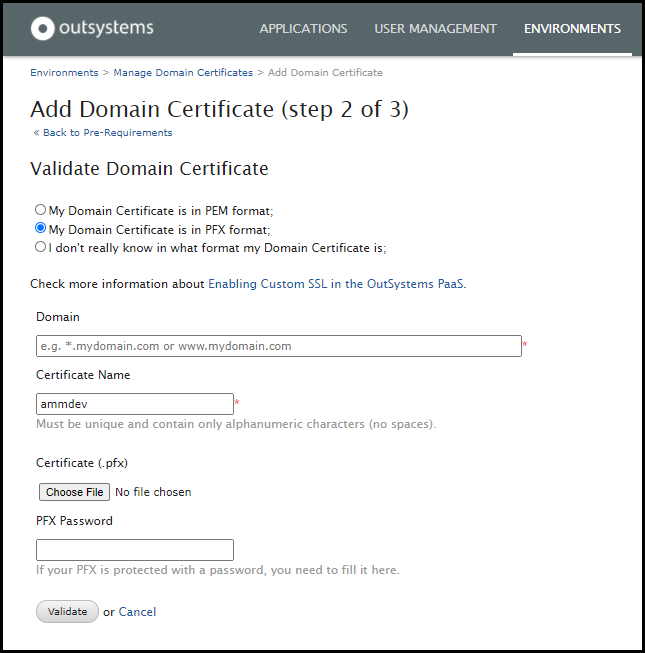 outsystems APPLICATIONS USER MANAGEMENT ENVIRONMENTS
Environments > Manage Domain Certificates > Add Domain Certificate
Add Domain Certificate (step 2 of 3)
« Back to Pre-Requirements
Validate Domain Certificate
My Domain Certificate is in PEM format;
My Domain Certificate is in PFX format;
I don't really know in what format my Domain Certificate is;
Check more information about Enabling Custom SSL in the OutSystems PaaS.
Domain
e.g. *.mydomain.com or www.mydomain.com *
Certificate Name
ammdev *
Must be unique and contain only alphanumeric characters (no spaces).
Certificate (.pfx)
Choose File No file chosen
PFX Password
If your PFX is protected with a password, you need to fill it here.
Validate or Cancel